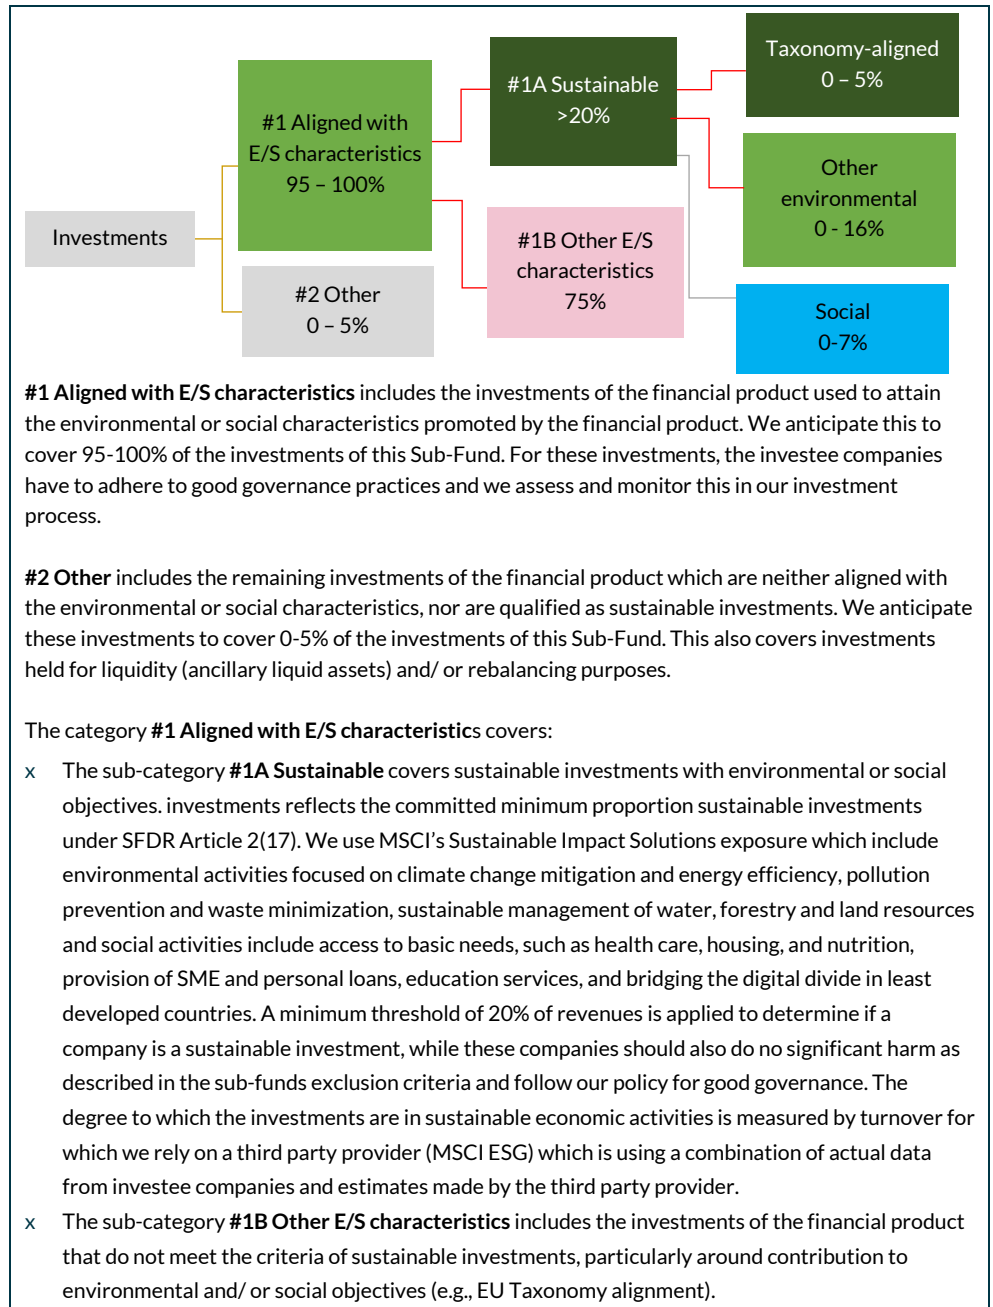 Investments
#1 Aligned with
E/S characteristics
95 – 100%
#2 Other
0 – 5%
#1A Sustainable
>20%
#1B Other E/S
characteristics
75%
Taxonomy-aligned
0 – 5%
Other
environmental
0 - 16%
Social
0-7%
#1 Aligned with E/S characteristics includes the investments of the financial product used to attain
the environmental or social characteristics promoted by the financial product. We anticipate this to
cover 95-100% of the investments of this Sub-Fund. For these investments, the investee companies
have to adhere to good governance practices and we assess and monitor this in our investment
process.
#2 Other includes the remaining investments of the financial product which are neither aligned with
the environmental or social characteristics, nor are qualified as sustainable investments. We anticipate
these investments to cover 0-5% of the investments of this Sub-Fund. This also covers investments
held for liquidity (ancillary liquid assets) and/ or rebalancing purposes.
The category #1 Aligned with E/S characteristics covers:
x The sub-category #1A Sustainable covers sustainable investments with environmental or social
objectives. investments reflects the committed minimum proportion sustainable investments
under SFDR Article 2(17). We use MSCI's Sustainable Impact Solutions exposure which include
environmental activities focused on climate change mitigation and energy efficiency, pollution
prevention and waste minimization, sustainable management of water, forestry and land resources
and social activities include access to basic needs, such as health care, housing, and nutrition,
provision of SME and personal loans, education services, and bridging the digital divide in least
developed countries. A minimum threshold of 20% of revenues is applied to determine if a
company is a sustainable investment, while these companies should also do no significant harm as
described in the sub-funds exclusion criteria and follow our policy for good governance. The
degree to which the investments are in sustainable economic activities is measured by turnover for
which we rely on a third party provider (MSCI ESG) which is using a combination of actual data
from investee companies and estimates made by the third party provider.
x The sub-category #1B Other E/S characteristics includes the investments of the financial product
that do not meet the criteria of sustainable investments, particularly around contribution to
environmental and/ or social objectives (e.g., EU Taxonomy alignment).